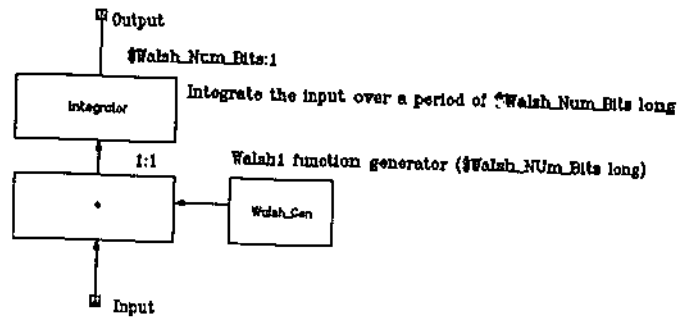 Output
$Walsh_Num_Bits:1
Integrator
Integrate the input over a period of $Walsh_Num_Bits long
1:1
Walsh1 function generator ($Walsh_NUm_Bits long)
*
Walsh_Gen
Input